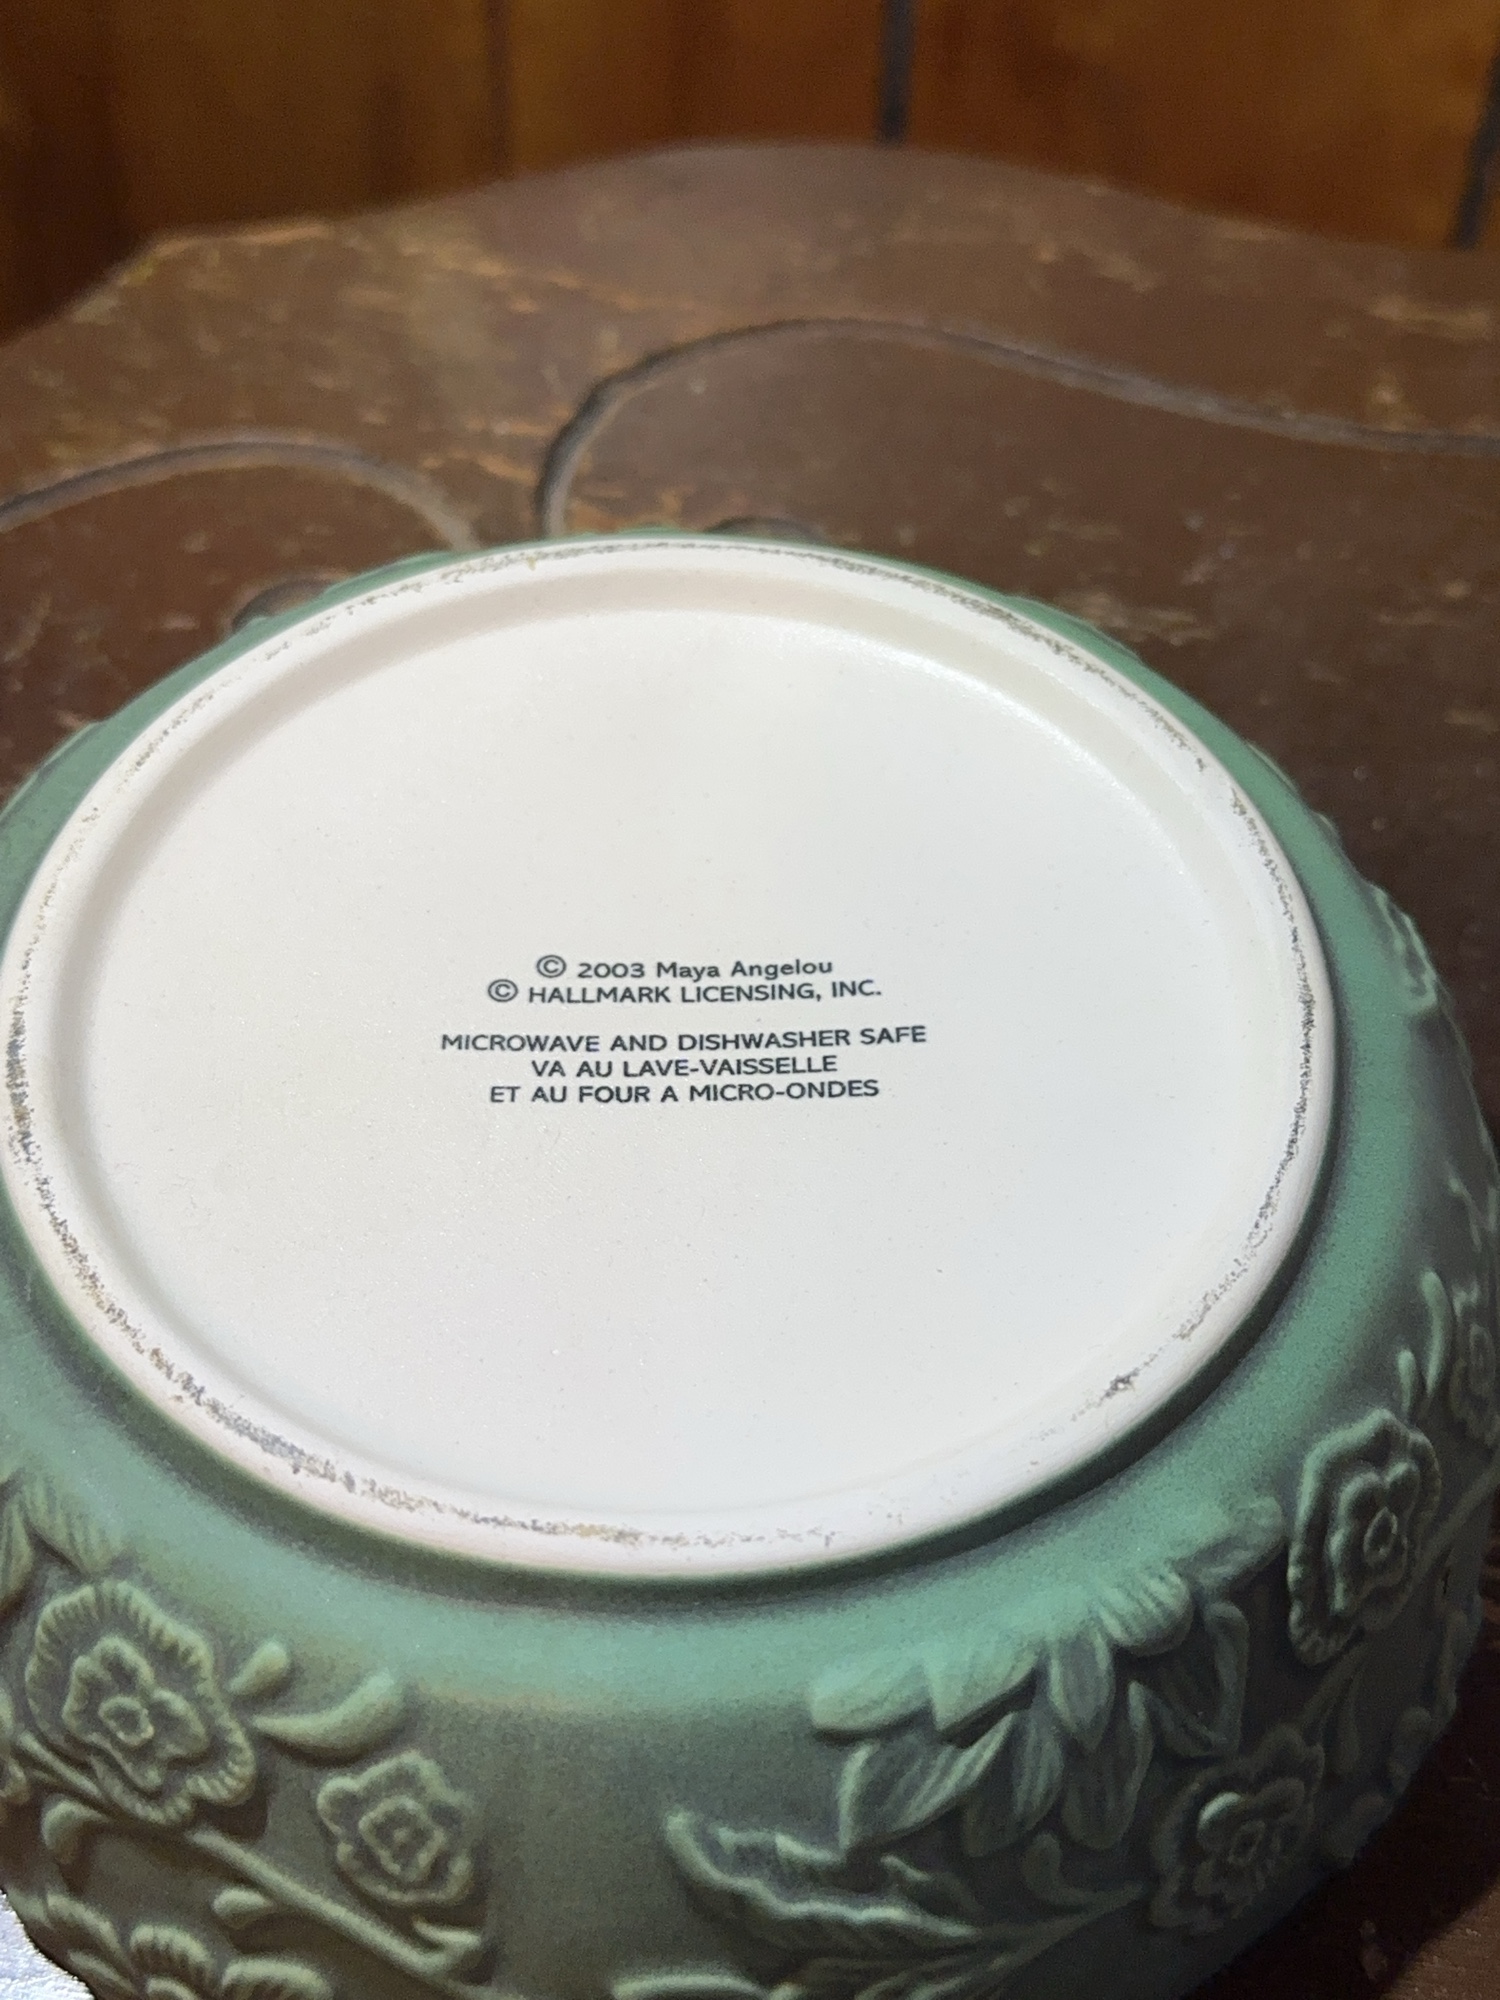 © 2003 Maya Angelou
© HALLMARK LICENSING, INC.
MICROWAVE AND DISHWASHER SAFE
VA AU LAVE-VAISSELLE
ET AU FOUR A MICRO-ONDES